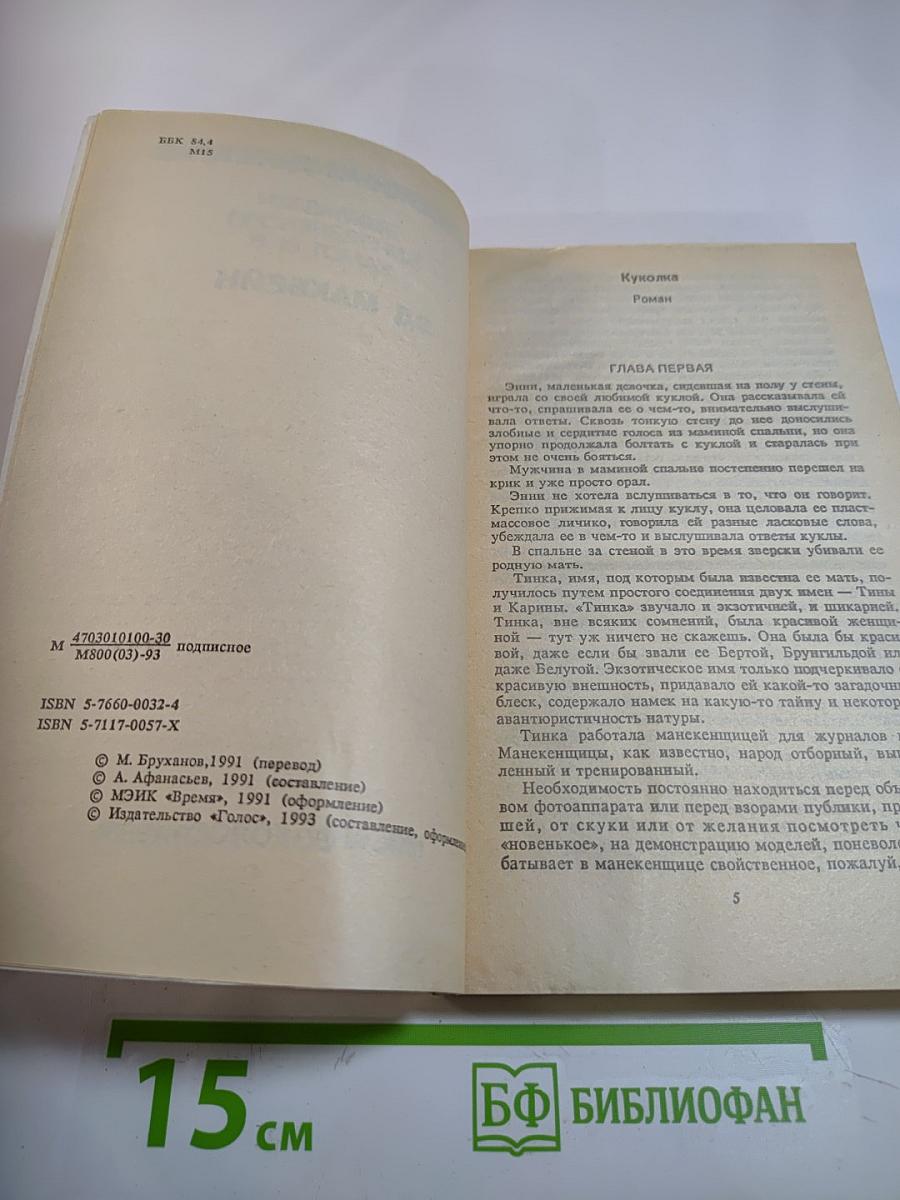 ББК 84.4
М15
М 4703010100-30 подписное
М800(03)-93
ISBN 5-7660-0032-4
ISBN 5-7117-0057-X
© М. Бруханов,1991 (перевод)
© А. Афанасьев, 1991 (составление)
© МЭИК «Время», 1991 (оформление)
© Издательство «Голос», 1993 (составление,
Куколка
Роман
ГЛАВА ПЕРВАЯ
Энни, маленькая девочка, сидевшая на полу у стены,
играла со своей любимой куклой. Она рассказывала ей
что-то, спрашивала ее о чем-то, внимательно выслуши-
вала ответы. Сквозь тонкую стену до нее доносились
злобные и сердитые голоса из маминой спальни, но она
упорно продолжала болтать с куклой и старалась при
этом не очень бояться.
Мужчина в маминой спальне постепенно перешел на
крик и уже просто орал.
Энни не хотела вслушиваться в то, что он говорит.
Крепко прижимая к лицу куклу, она целовала ее пласт-
массовое личико, говорила ей разные ласковые слова,
убеждала ее в чем-то и выслушивала ответы куклы.
В спальне за стеной в это время зверски убивали ее
родную мать.
Тинка, имя, под которым была известна ее мать, по-
лучилось путем простого соединения двух имен — Тины
и Карины. «Тинка» звучало и экзотичней, и шикарней.
Тинка, вне всяких сомнений, была красивой женщи-
ной — тут уж ничего не скажешь. Она была бы краси-
вой, даже если бы звали ее Бертой, Брунгильдой ил
даже Белугой. Экзотическое имя только подчеркивало
красивую внешность, придавало ей какой-то загадочн
блеск, содержало намек на какую-то тайну и некотор
авантюристичность натуры.
Тинка работала манекенщицей для журналов
Манекенщицы, как известно, народ отборный, вы
ленный и тренированный.
Необходимость постоянно находиться перед объ
вом фотоаппарата или перед взорами публики, пр
шей, от скуки или от желания посмотреть ч
«новенькое», на демонстрацию моделей, поневол
батывает в манекенщице свойственное, пожалуй,
5
15 см
БФ БИБЛИОФАН